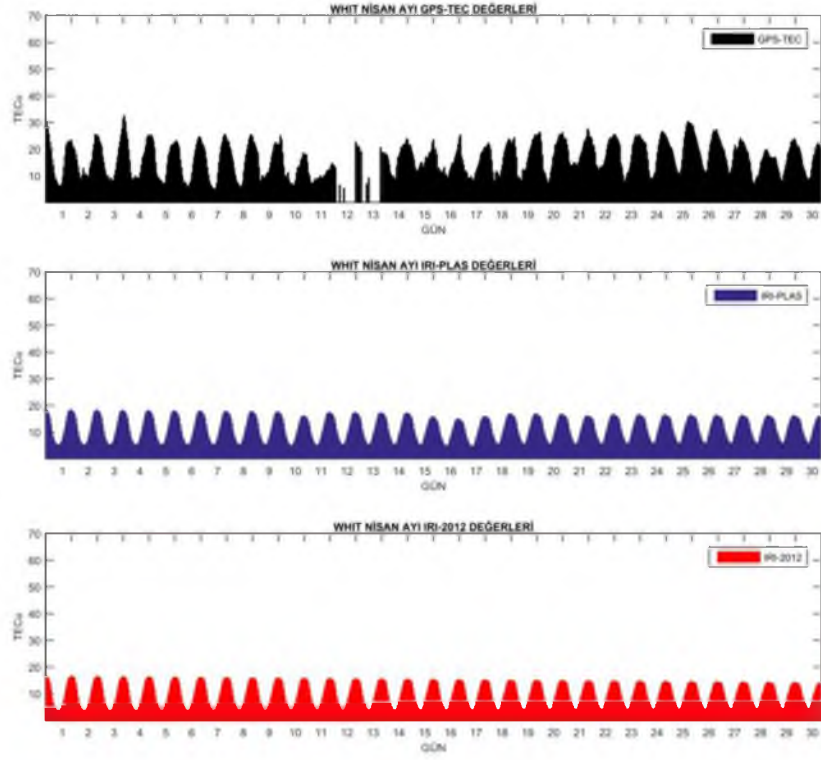 WHIT NİSAN AYI GPS-TEC DEĞERLERİ
70
60
50
40
30
20
10
TECu
GPS-TEC
1 2 3 4 5 6 7 8 9 10 11 12 13 14 15 16 17 18 19 20 21 22 23 24 25 26 27 28 29 30
GÜN
WHIT NİSAN AYI IRI-PLAS DEĞERLERİ
70
60
50
40
30
20
10
TECu
IRI-PLAS
1 2 3 4 5 6 7 8 9 10 11 12 13 14 15 16 17 18 19 20 21 22 23 24 25 26 27 28 29 30
GÜN
WHIT NİSAN AYI IRI-2012 DEĞERLERİ
70
60
50
40
30
20
10
TECu
IRI-2012
1 2 3 4 5 6 7 8 9 10 11 12 13 14 15 16 17 18 19 20 21 22 23 24 25 26 27 28 29 30
GÜN